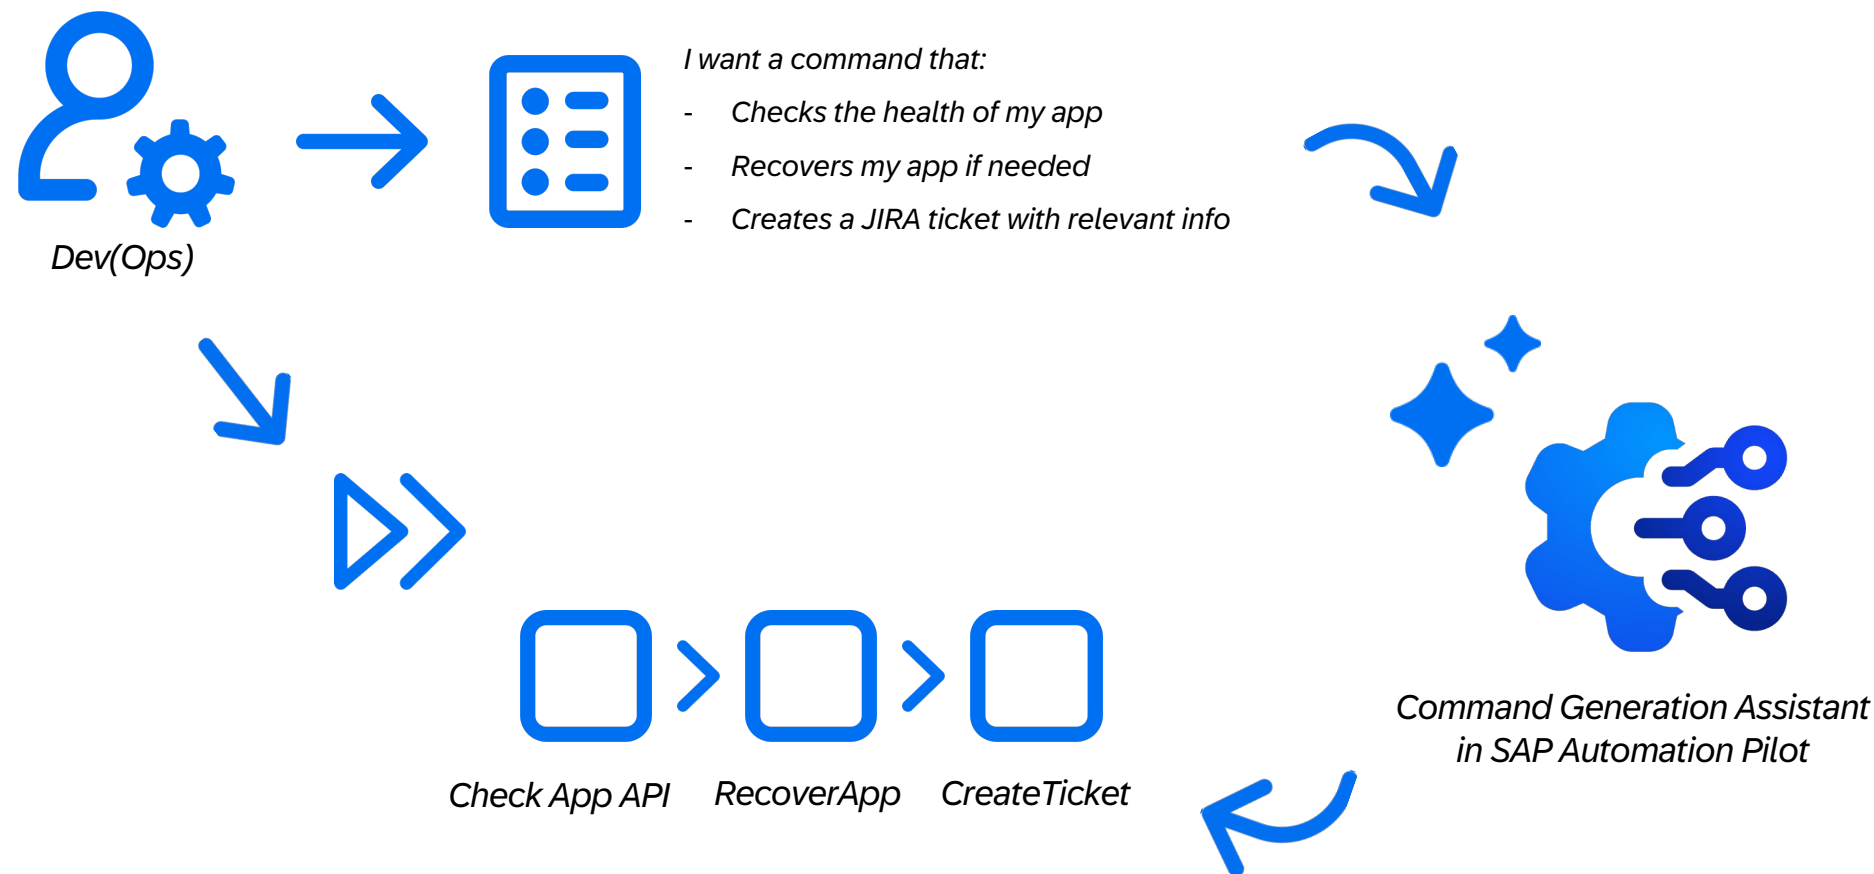 I want a command that:
- Checks the health of my app
- Recovers my app if needed
- Creates a JIRA ticket with relevant info
Dev(Ops)
Command Generation Assistant
in SAP Automation Pilot
Check App API
RecoverApp
CreateTicket